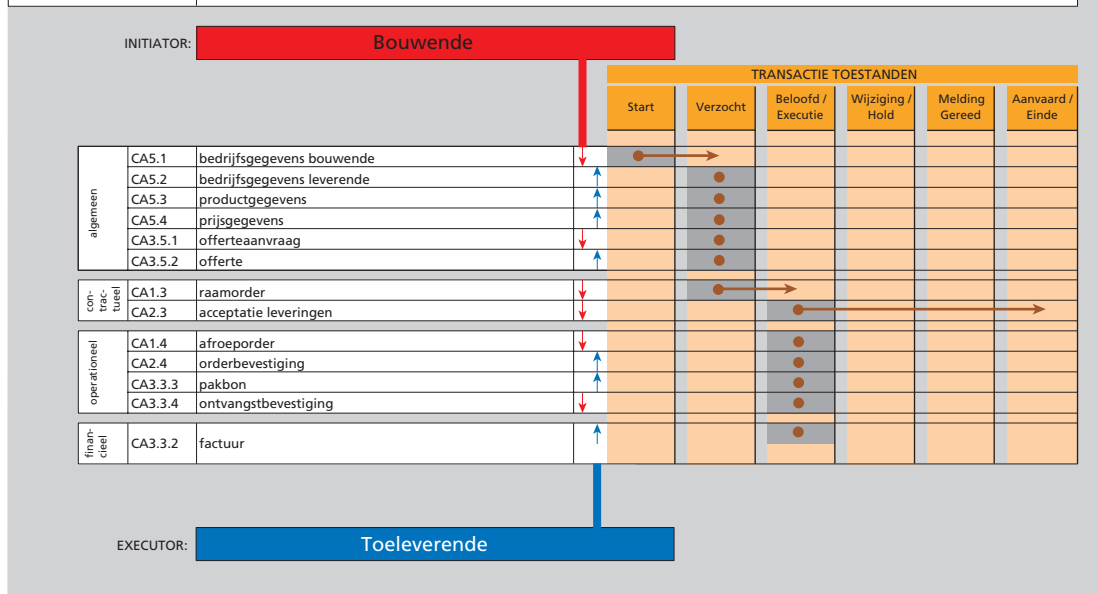 INITIATOR: Bouwende
TRANSACTIE TOESTANDEN
Start Verzocht Beloofd / Executie Wijziging / Hold Melding Gereed Aanvaard / Einde
algemeen
CA5.1 bedrijfsgegevens bouwende
CA5.2 bedrijfsgegevens leverende
CA5.3 productgegevens
CA5.4 prijsgegevens
CA3.5.1 offerteaanvraag
CA3.5.2 offerte
con-
trac-
tueel
CA1.3 raamorder
CA2.3 acceptatie leveringen
operationeel
CA1.4 afroeporder
CA2.4 orderbevestiging
CA3.3.3 pakbon
CA3.3.4 ontvangstbevestiging
finan-
cieel
CA3.3.2 factuur
EXECUTOR: Toeleverende